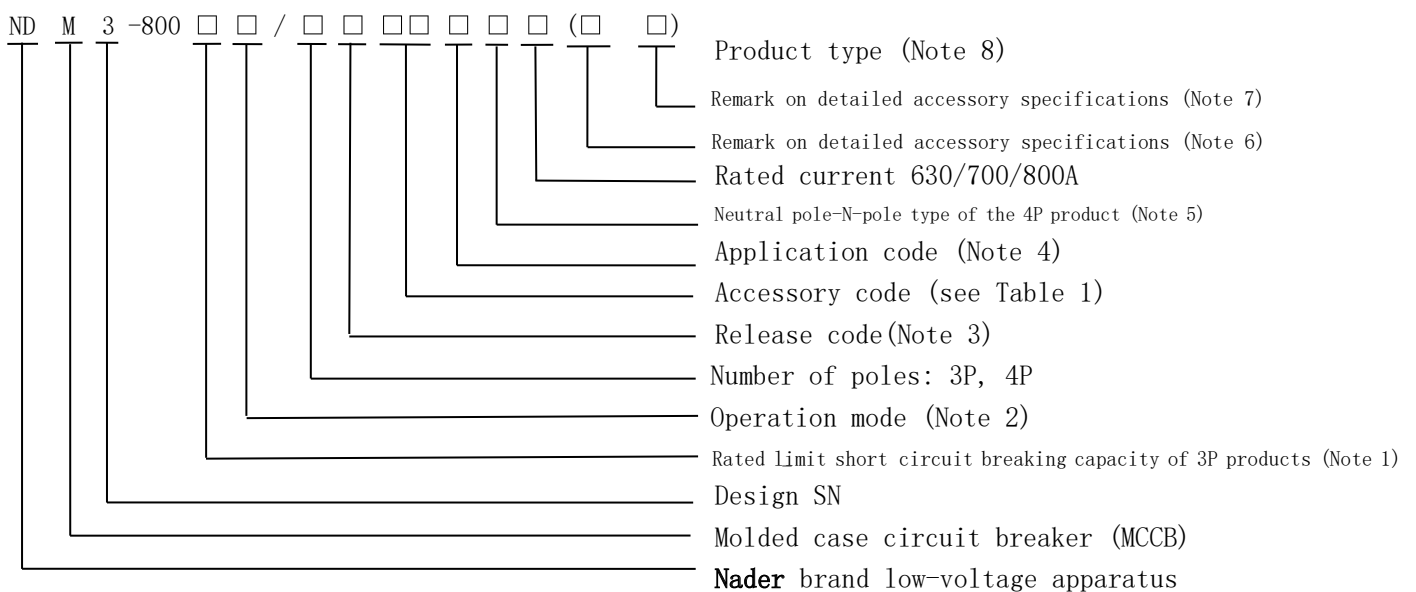 ND M 3 -800 □ □ / □ □ □□ □ □ □ (□ □)
Product type (Note 8)
Remark on detailed accessory specifications (Note 7)
Remark on detailed accessory specifications (Note 6)
Rated current 630/700/800A
Neutral pole-N-pole type of the 4P product (Note 5)
Application code (Note 4)
Accessory code (see Table 1)
Release code(Note 3)
Number of poles: 3P, 4P
Operation mode (Note 2)
Rated limit short circuit breaking capacity of 3P products (Note 1)
Design SN
Molded case circuit breaker (MCCB)
Nader brand low-voltage apparatus